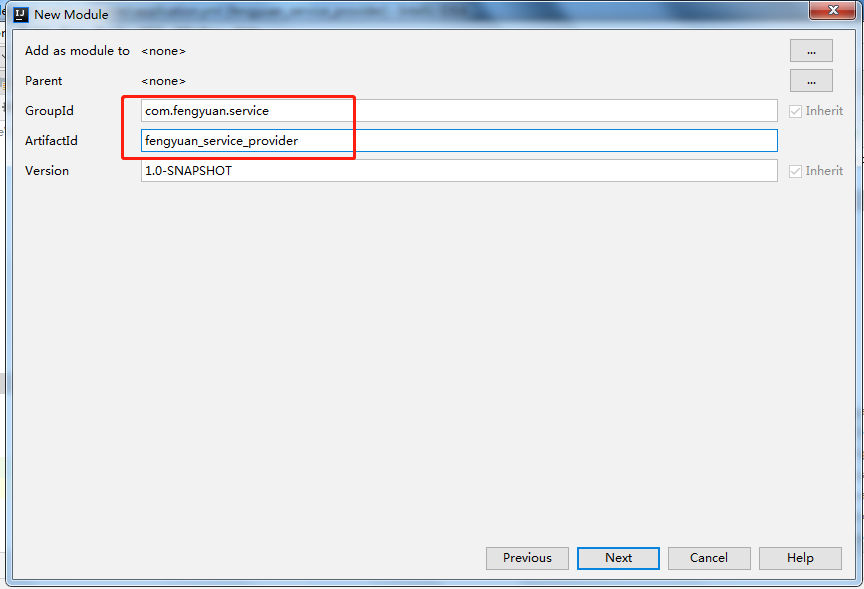 New Module
Add as module to <none>
...
Parent <none>
...
GroupId com.fengyuan.service Inherit
ArtifactId fengyuan_service_provider
Version 1.0-SNAPSHOT Inherit
Previous Next Cancel Help